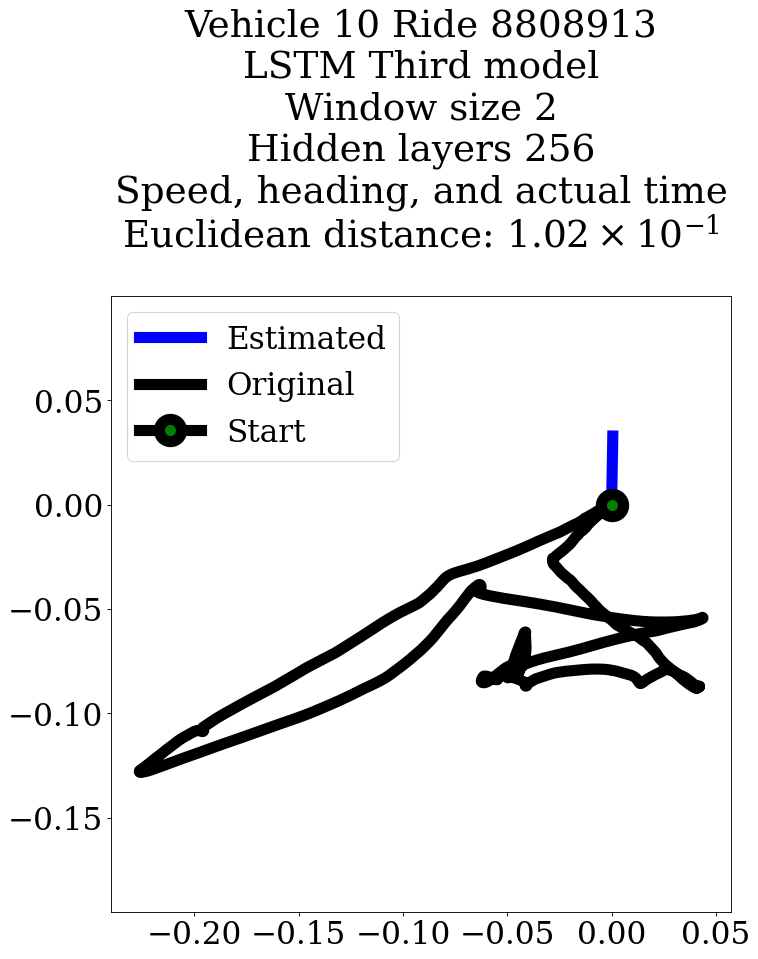 Vehicle 10 Ride 8808913
LSTM Third model
Window size 2
Hidden layers 256
Speed, heading, and actual time
Euclidean distance: 1.02 × 10⁻¹
Estimated
Original
Start
0.05
0.00
−0.05
−0.10
−0.15
−0.20 −0.15 −0.10 −0.05 0.00 0.05